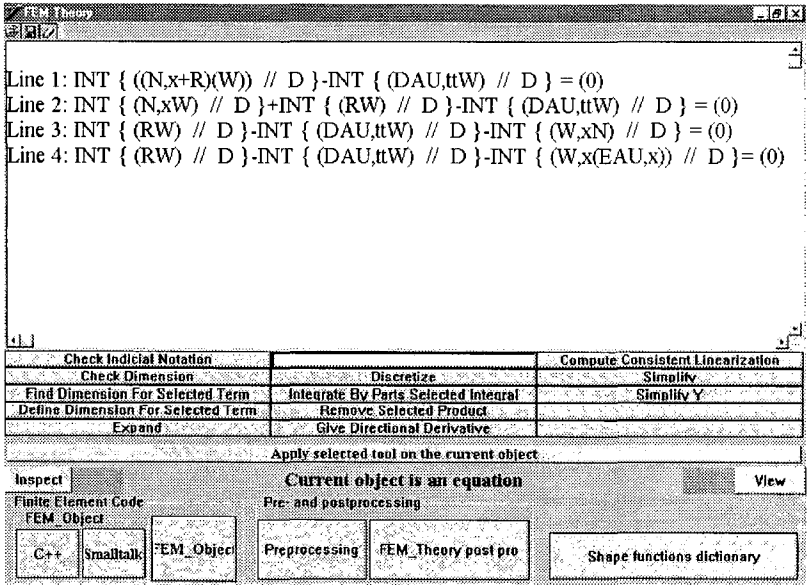 FEM Theory
Line 1: INT { ((N,x+R)(W)) // D }-INT { (DAU,ttW) // D } = (0)
Line 2: INT { (N,xW) // D }+INT { (RW) // D }-INT { (DAU,ttW) // D } = (0)
Line 3: INT { (RW) // D }-INT { (DAU,ttW) // D }-INT { (W,xN) // D } = (0)
Line 4: INT { (RW) // D }-INT { (DAU,ttW) // D }-INT { (W,x(EAU,x)) // D }= (0)
Check Indicial Notation
Compute Consistent Linearization
Check Dimension
Discretize
Simplify
Find Dimension For Selected Term
Integrate By Parts Selected Integral
Simplify Y
Define Dimension For Selected Term
Remove Selected Product
Expand
Give Directional Derivative
Apply selected tool on the current object
Inspect
Current object is an equation
View
Finite Element Code
Pre- and postprocessing
FEM_Object
C++
Smalltalk
FEM_Object
Preprocessing
FEM_Theory post pro
Shape functions dictionary